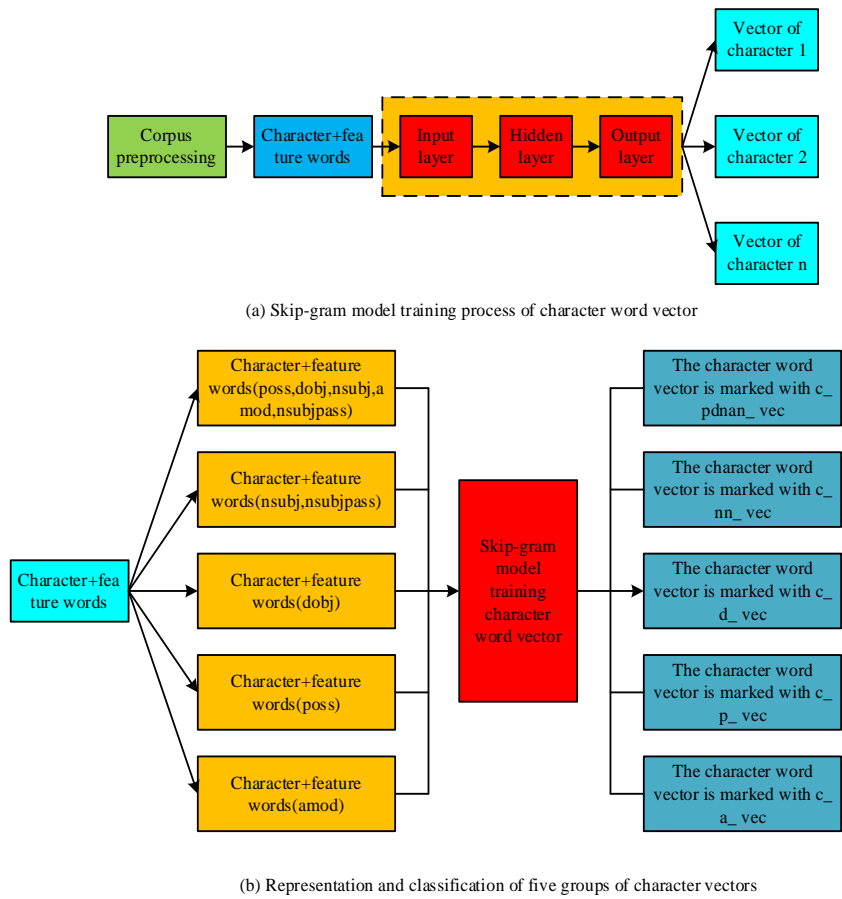 Vector of
character 1
Corpus
preprocessing
Character+fea
ture words
Input
layer
Hidden
layer
Output
layer
Vector of
character 2
Vector of
character n
(a) Skip-gram model training process of character word vector
Character+fea
ture words
Character+feature
words(poss,dobj,nsubj,a
mod,nsubjpass)
Character+feature
words(nsubj,nsubjpass)
Character+feature
words(dobj)
Character+feature
words(poss)
Character+feature
words(amod)
Skip-gram
model
training
character
word vector
The character word
vector is marked with c_
pdnan_ vec
The character word
vector is marked with c_
nn_ vec
The character word
vector is marked with c_
d_ vec
The character word
vector is marked with c_
p_ vec
The character word
vector is marked with c_
a_ vec
(b) Representation and classification of five groups of character vectors